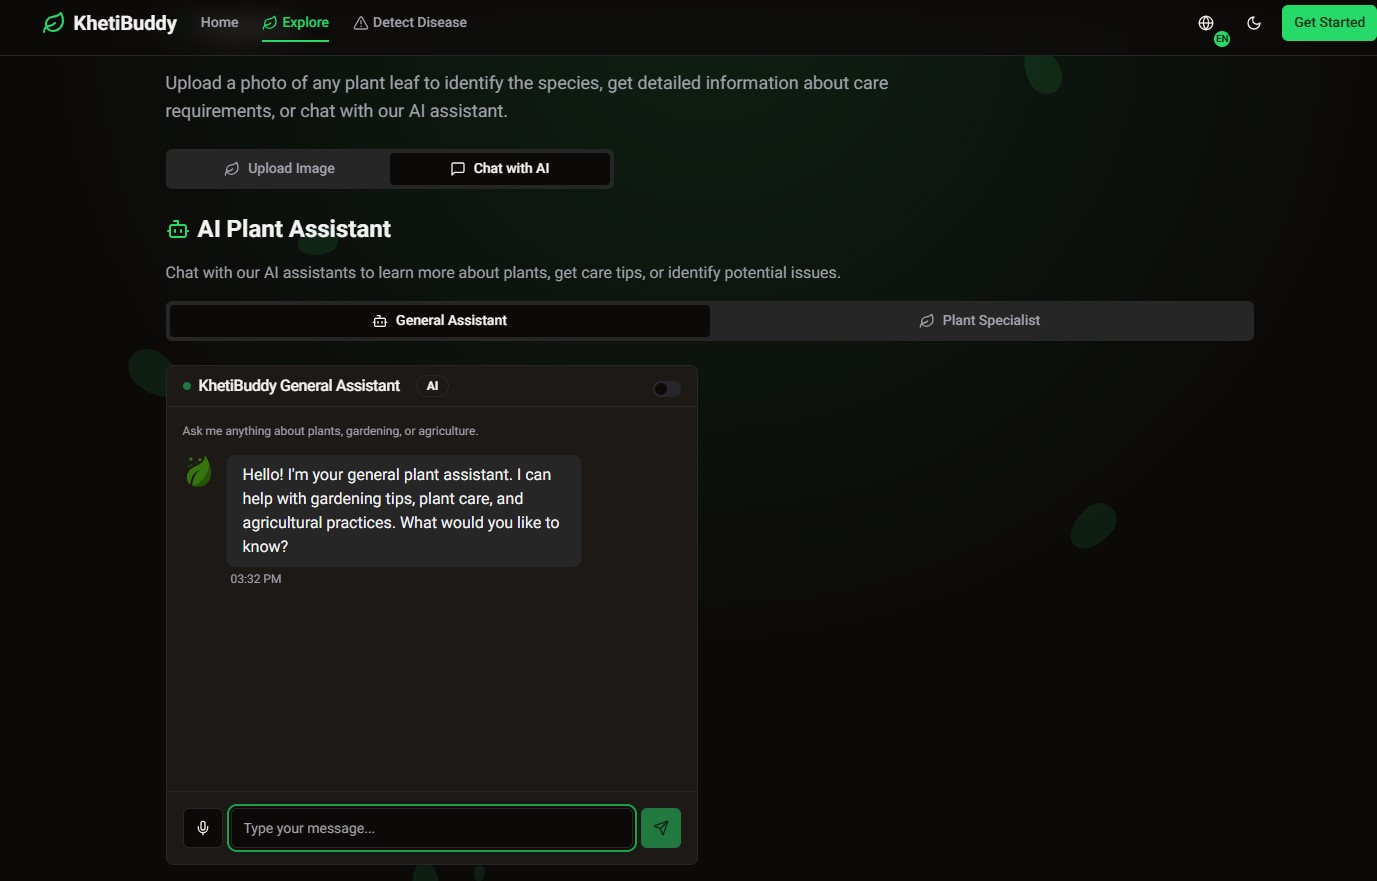 KhetiBuddy Home Explore Detect Disease EN Get Started
Upload a photo of any plant leaf to identify the species, get detailed information about care
requirements, or chat with our AI assistant.
Upload Image Chat with AI
AI Plant Assistant
Chat with our AI assistants to learn more about plants, get care tips, or identify potential issues.
General Assistant Plant Specialist
KhetiBuddy General Assistant AI
Ask me anything about plants, gardening, or agriculture.
Hello! I'm your general plant assistant. I can
help with gardening tips, plant care, and
agricultural practices. What would you like to
know?
03:32 PM
Type your message...